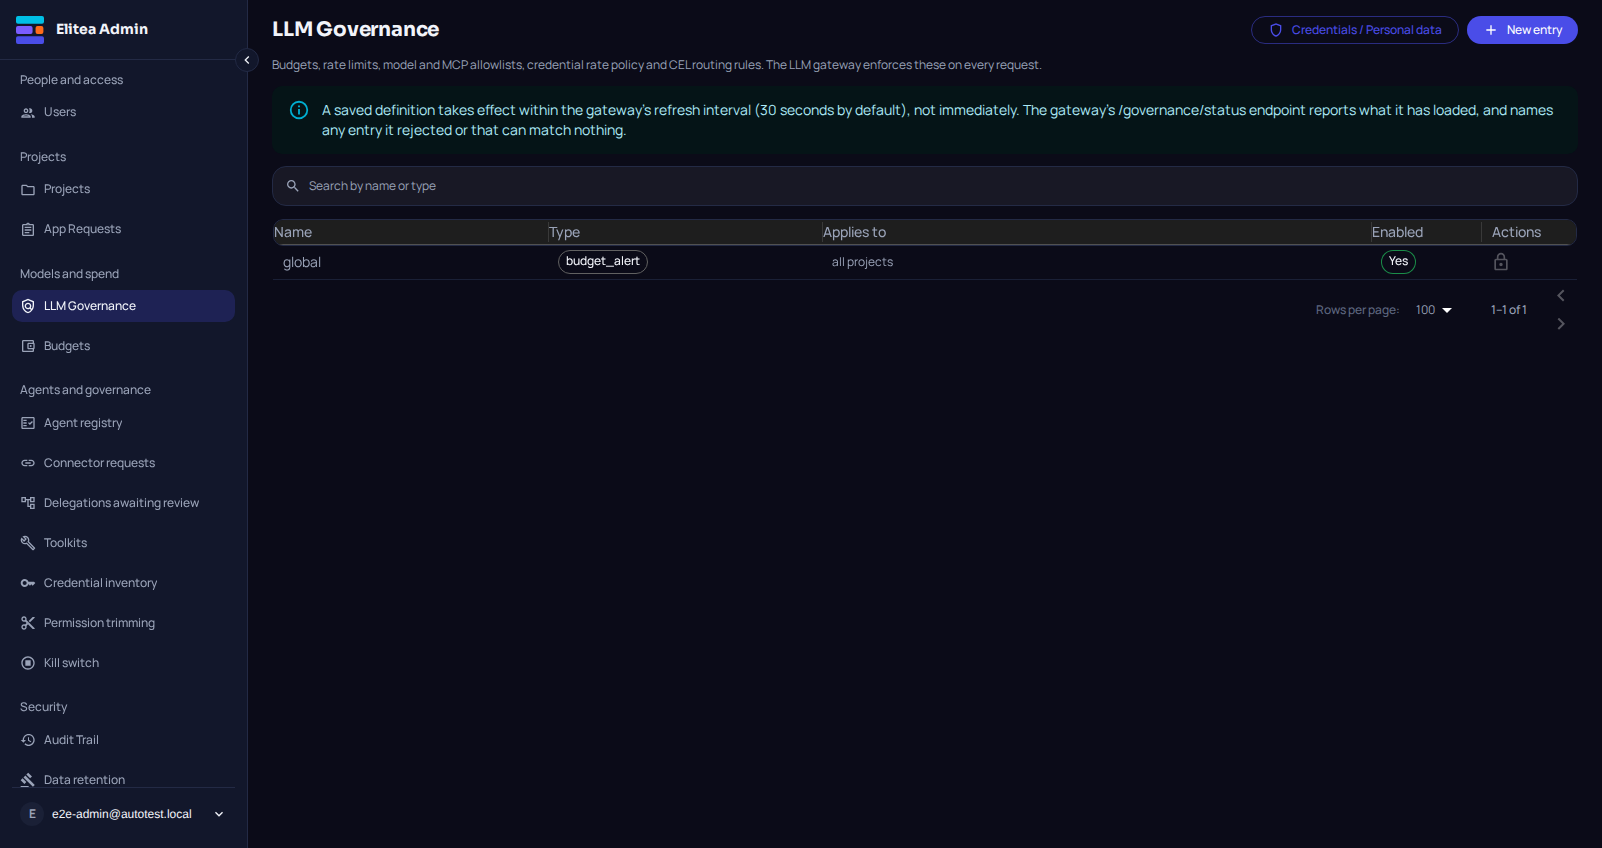 Elitea Admin
People and access
Users
Projects
Projects
App Requests
Models and spend
LLM Governance
Budgets
Agents and governance
Agent registry
Connector requests
Delegations awaiting review
Toolkits
Credential inventory
Permission trimming
Kill switch
Security
Audit Trail
Data retention
E e2e-admin@autotest.local
LLM Governance
Credentials / Personal data
New entry
Budgets, rate limits, model and MCP allowlists, credential rate policy and CEL routing rules. The LLM gateway enforces these on every request.
A saved definition takes effect within the gateway's refresh interval (30 seconds by default), not immediately. The gateway's /governance/status endpoint reports what it has loaded, and names
any entry it rejected or that can match nothing.
Search by name or type
Name Type Applies to Enabled Actions
global budget_alert all projects Yes
Rows per page: 100 1–1 of 1